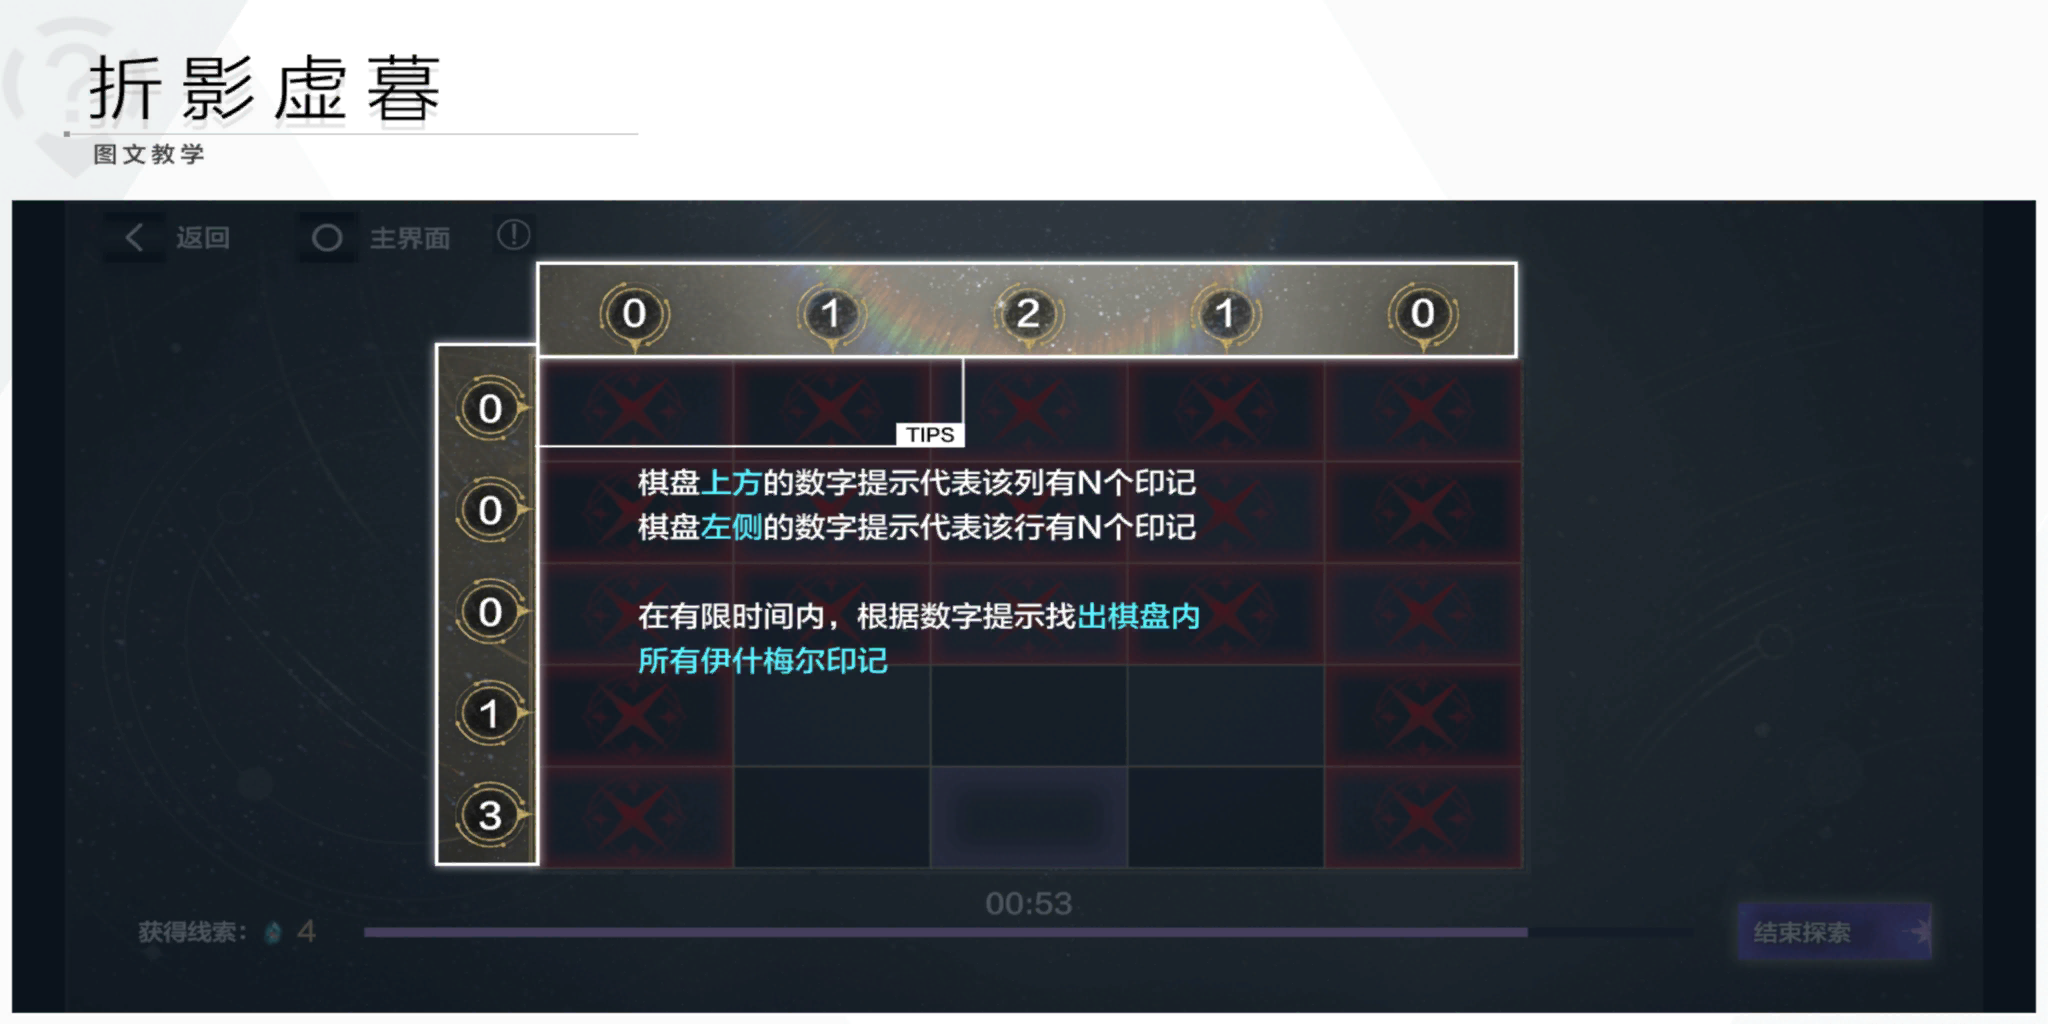 折影虚暮
图文教学
返回 主界面
0 1 2 1 0
0
TIPS
棋盘上方的数字提示代表该列有N个印记
0
棋盘左侧的数字提示代表该行有N个印记
0
在有限时间内，根据数字提示找出棋盘内
所有伊什梅尔印记
1
3
00:53
获得线索： 4
结束探索